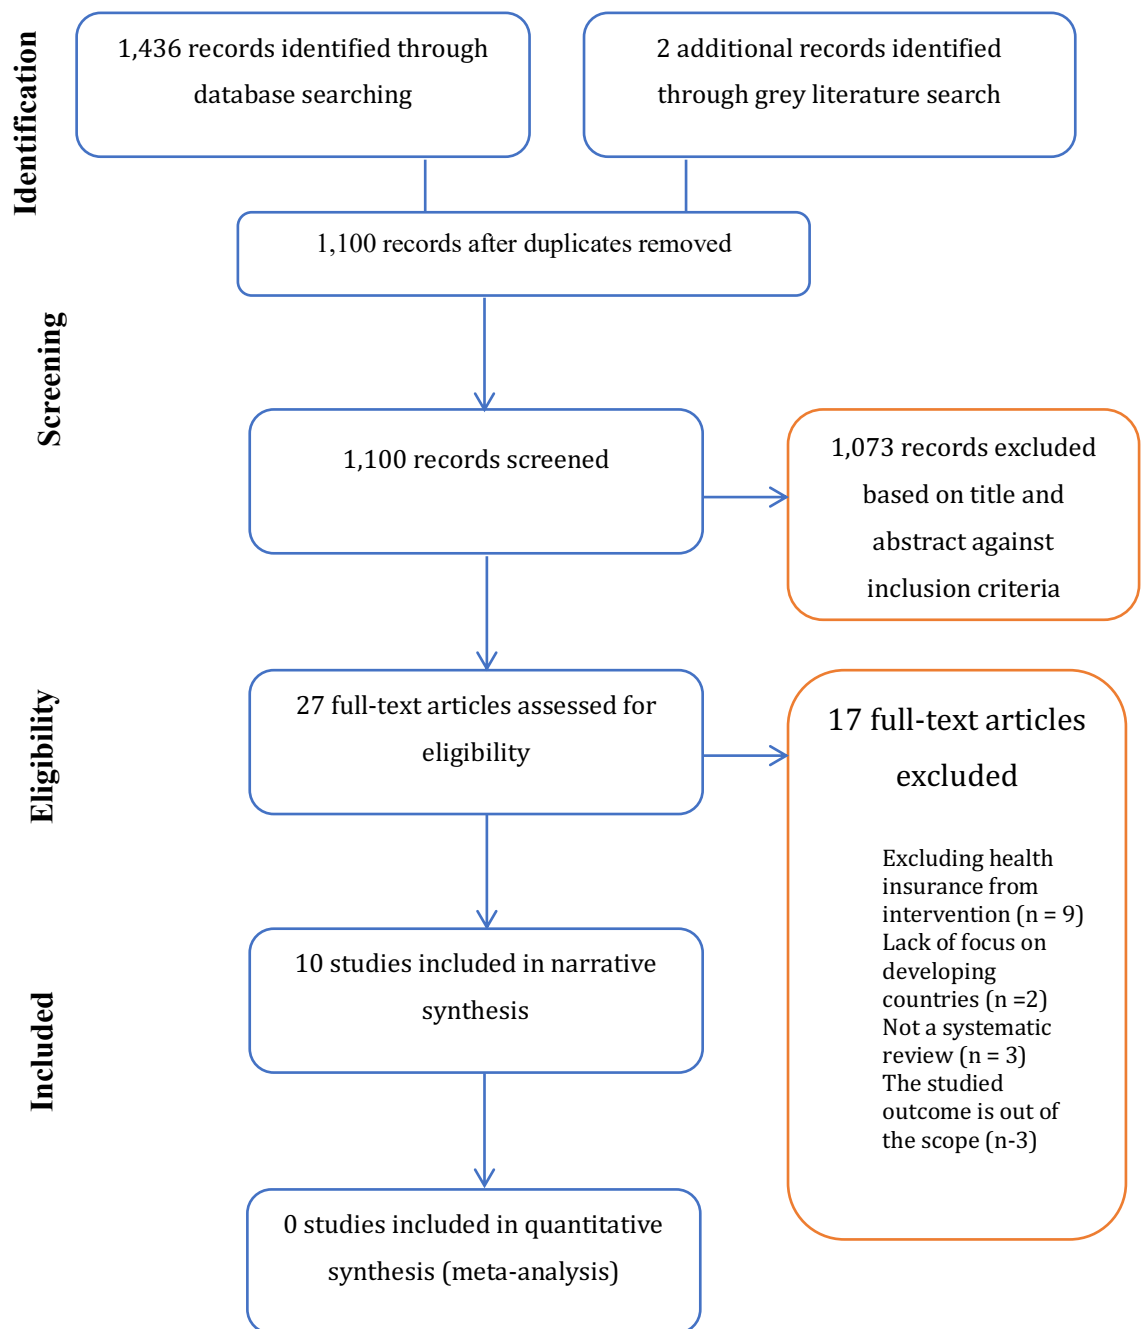 Identification
1,436 records identified through
database searching
2 additional records identified
through grey literature search
1,100 records after duplicates removed
Screening
1,100 records screened
1,073 records excluded
based on title and
abstract against
inclusion criteria
Eligibility
27 full-text articles assessed for
eligibility
17 full-text articles
excluded
Excluding health
insurance from
intervention (n = 9)
Lack of focus on
developing
countries (n =2)
Not a systematic
review (n = 3)
The studied
outcome is out of
the scope (n-3)
Included
10 studies included in narrative
synthesis
0 studies included in quantitative
synthesis (meta-analysis)